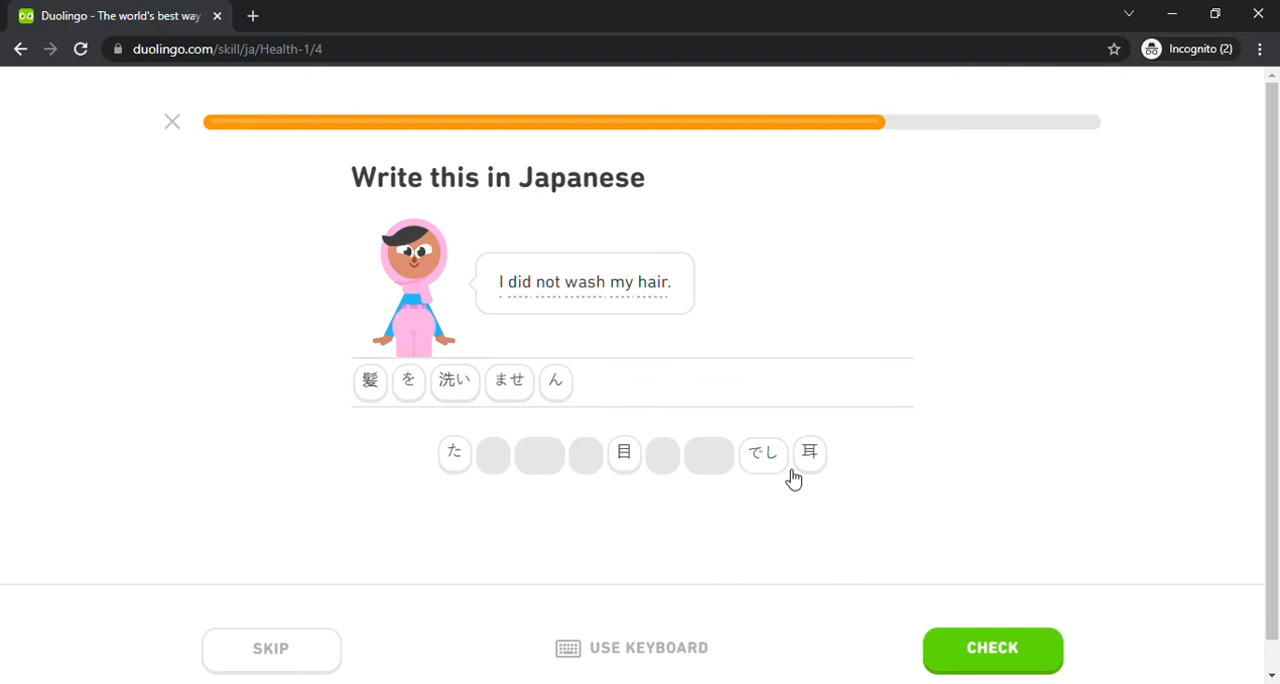 Duolingo - The world's best way
duolingo.com/skill/ja/Health-1/4
Incognito (2)
Write this in Japanese
I did not wash my hair.
髪 を 洗い ませ ん
た 目 でし 耳
SKIP USE KEYBOARD CHECK